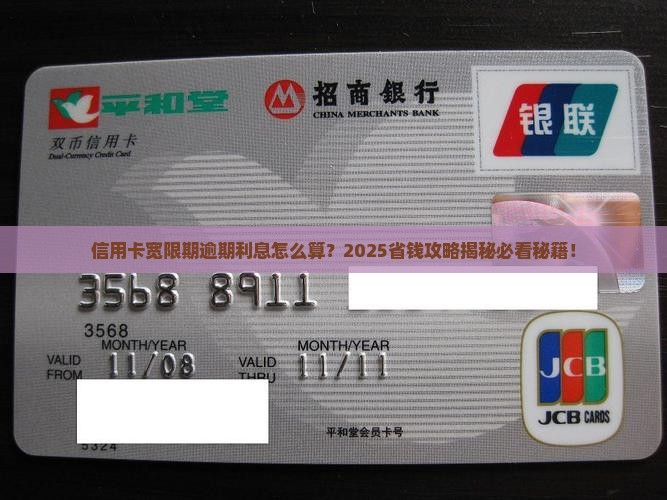 平和堂
双币信用卡
Dual-Currency Credit Card
招商銀行
CHINA MERCHANTS BANK
银联
信用卡宽限期逾期利息怎么算？2025省钱攻略揭秘必看秘籍！
3568 8911
3568
MONTH/YEAR MONTH/YEAR
VALID FROM 11/08 VALID THRU 11/11
JCB
JCB CARDS
平和堂会员卡号
5324